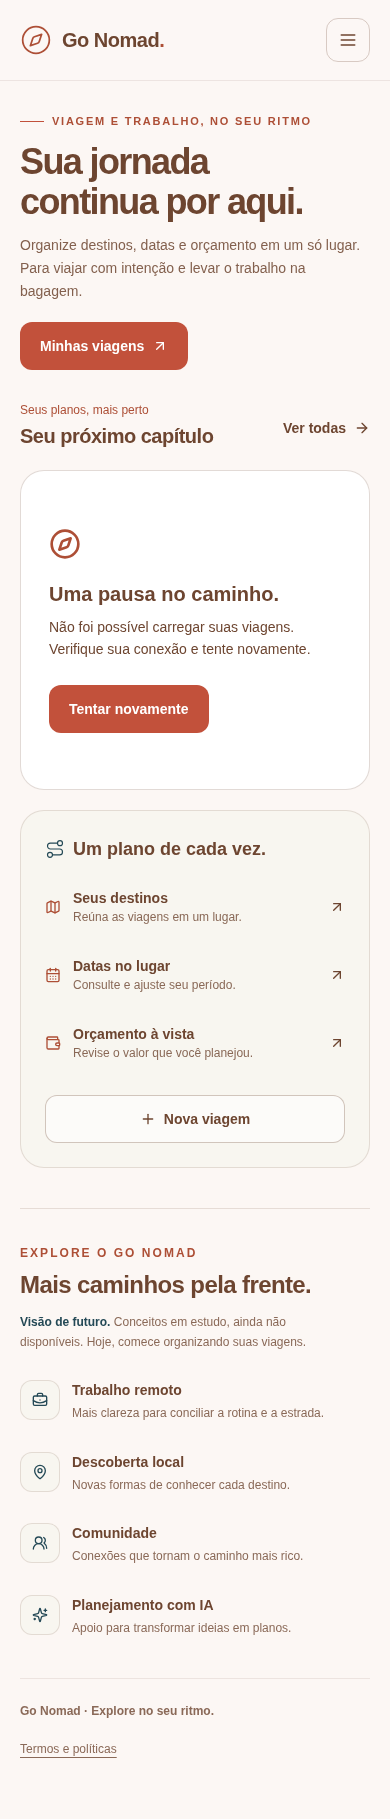 Go Nomad.
VIAGEM E TRABALHO, NO SEU RITMO
Sua jornada
continua por aqui.
Organize destinos, datas e orçamento em um só lugar.
Para viajar com intenção e levar o trabalho na
bagagem.
Minhas viagens
Seus planos, mais perto
Seu próximo capítulo
Ver todas
Uma pausa no caminho.
Não foi possível carregar suas viagens.
Verifique sua conexão e tente novamente.
Tentar novamente
Um plano de cada vez.
Seus destinos
Reúna as viagens em um lugar.
Datas no lugar
Consulte e ajuste seu período.
Orçamento à vista
Revise o valor que você planejou.
Nova viagem
EXPLORE O GO NOMAD
Mais caminhos pela frente.
Visão de futuro. Conceitos em estudo, ainda não
disponíveis. Hoje, comece organizando suas viagens.
Trabalho remoto
Mais clareza para conciliar a rotina e a estrada.
Descoberta local
Novas formas de conhecer cada destino.
Comunidade
Conexões que tornam o caminho mais rico.
Planejamento com IA
Apoio para transformar ideias em planos.
Go Nomad · Explore no seu ritmo.
Termos e políticas